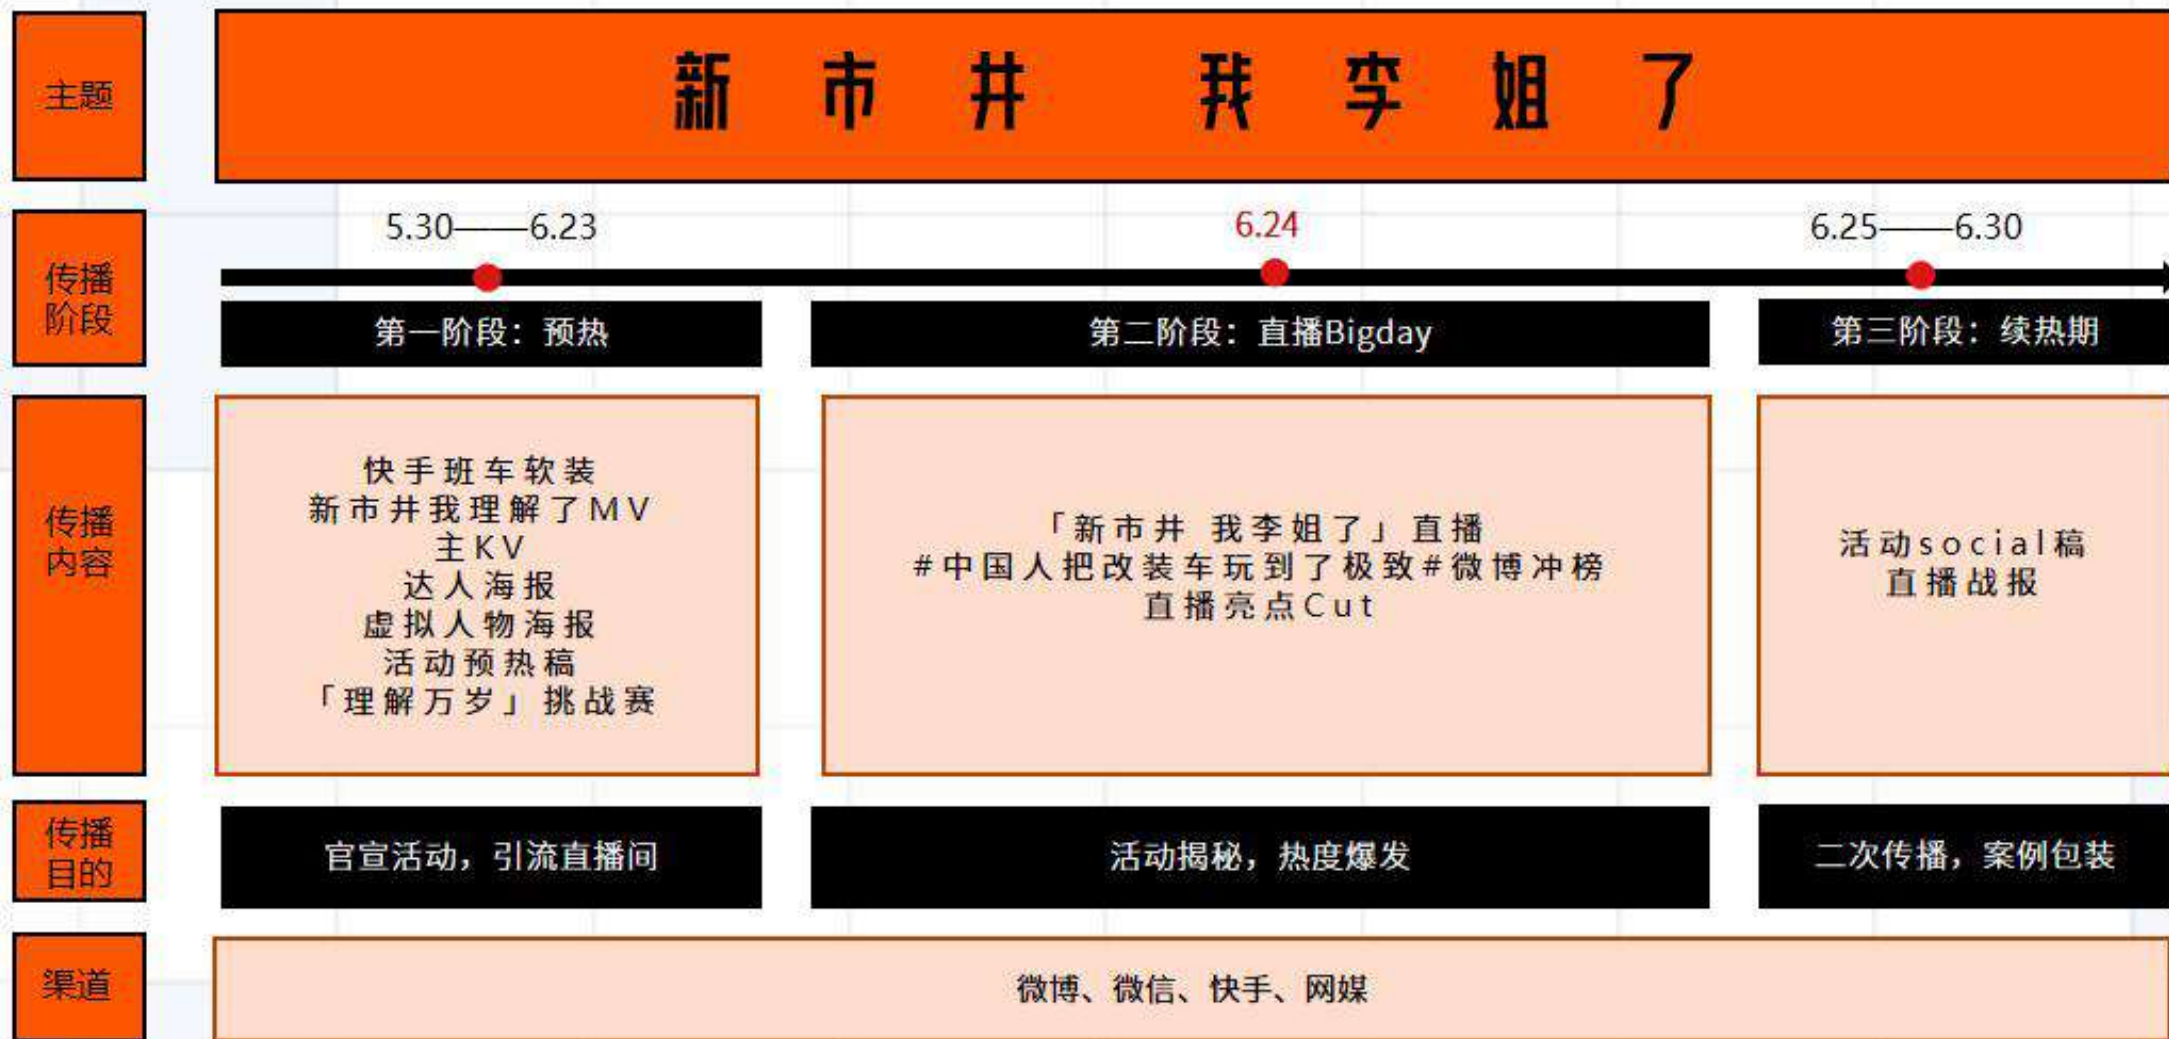 主题
新市井 我李姐了
传播
阶段
5.30——6.23
6.24
6.25——6.30
第一阶段：预热
第二阶段：直播Bigday
第三阶段：续热期
传播
内容
快手班车软装
新市井我理解了MV
主KV
达人海报
虚拟人物海报
活动预热稿
「理解万岁」挑战赛
「新市井 我李姐了」直播
#中国人把改装车玩到了极致#微博冲榜
直播亮点Cut
活动social稿
直播战报
传播
目的
官宣活动，引流直播间
活动揭秘，热度爆发
二次传播，案例包装
渠道
微博、微信、快手、网媒